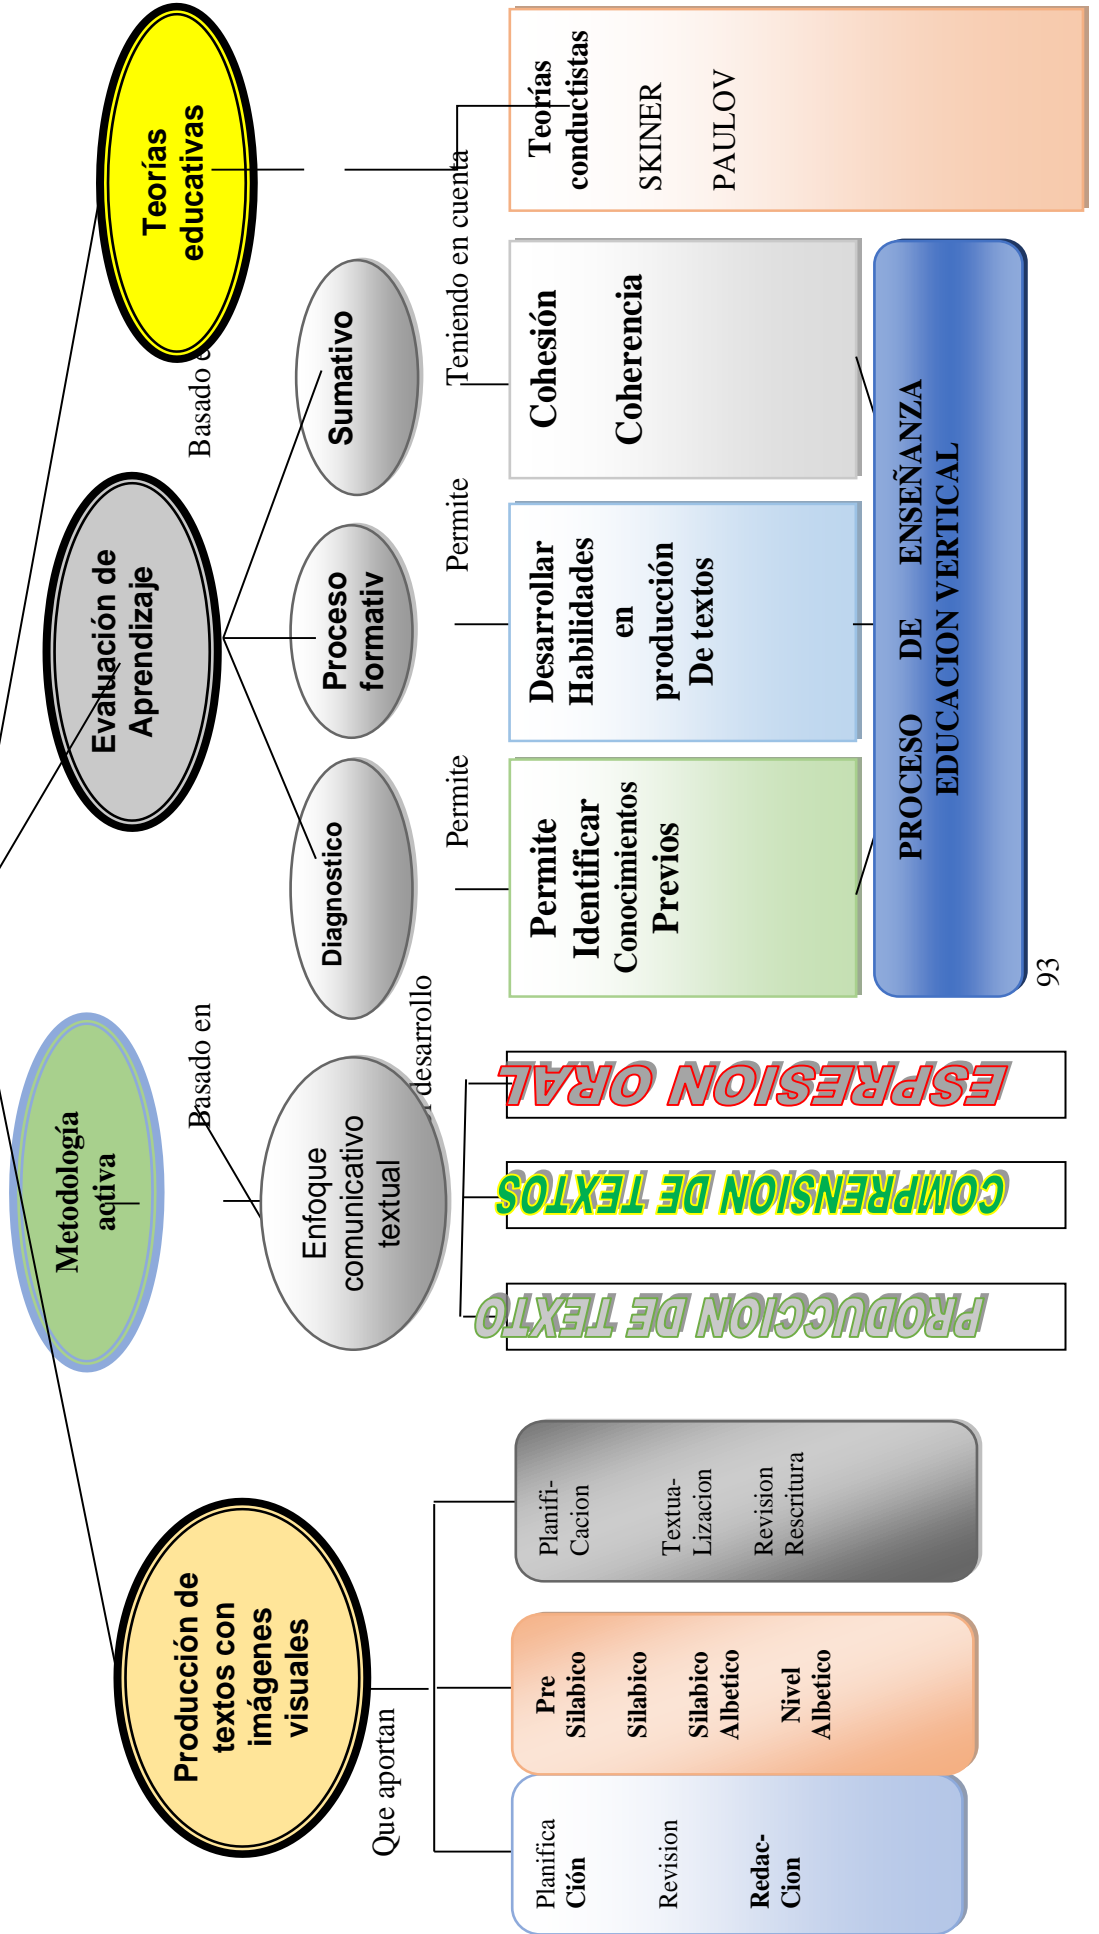 Producción de
textos con
imágenes
visuales
Metodología
activa
Evaluación de
Aprendizaje
Teorías
educativas
Que aportan
Basado en
Basado e
Enfoque
comunicativo
textual
desarrollo
Diagnostico
Proceso
formativ
Sumativo
Permite
Permite
Teniendo en cuenta
Planifica
Ción
Revision
Redac-
Cion
Pre
Silabico
Silabico
Silabico
Albetico
Nivel
Albetico
Planifi-
Cacion
Textua-
Lizacion
Revision
Rescritura
PRODUCCION DE TEXTO
COMPRENSION DE TEXTOS
ESPRESION ORAL
Permite
Identificar
Conocimientos
Previos
Desarrollar
Habilidades
en
producción
De textos
Cohesión
Coherencia
Teorías
conductistas
SKINER
PAULOV
PROCESO DE ENSEÑANZA
EDUCACION VERTICAL
93